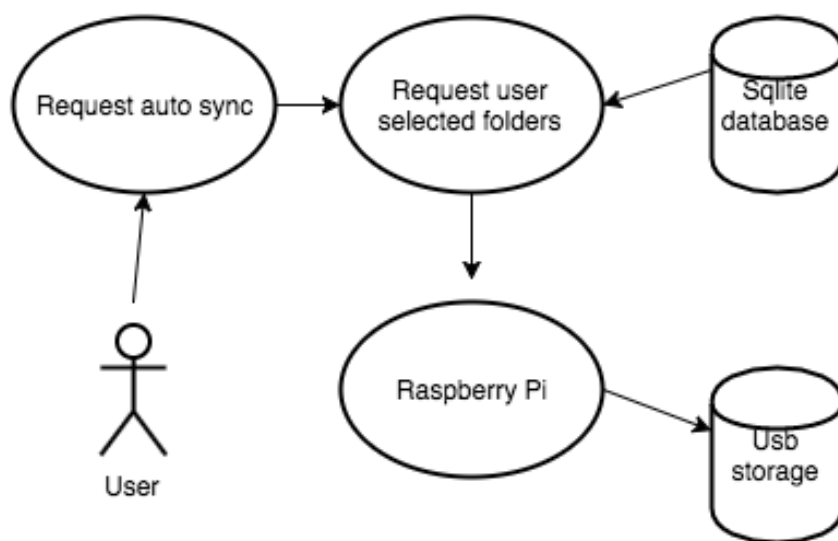 Request auto sync
Request user
selected folders
Sqlite
database
Raspberry Pi
Usb
storage
User